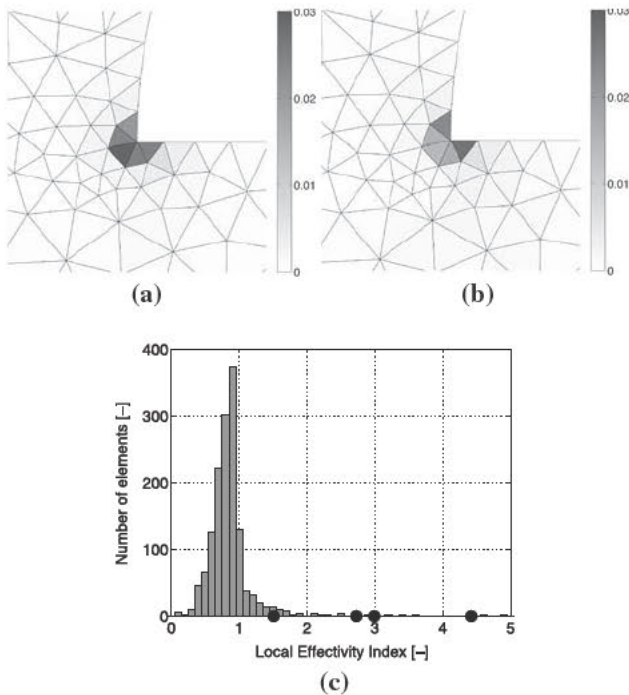 0.03
0.02
0.01
0
(a)
0.03
0.02
0.01
0
(b)
400
300
200
100
0
Number of elements [–]
0 1 2 3 4 5
Local Effectivity Index [–]
(c)